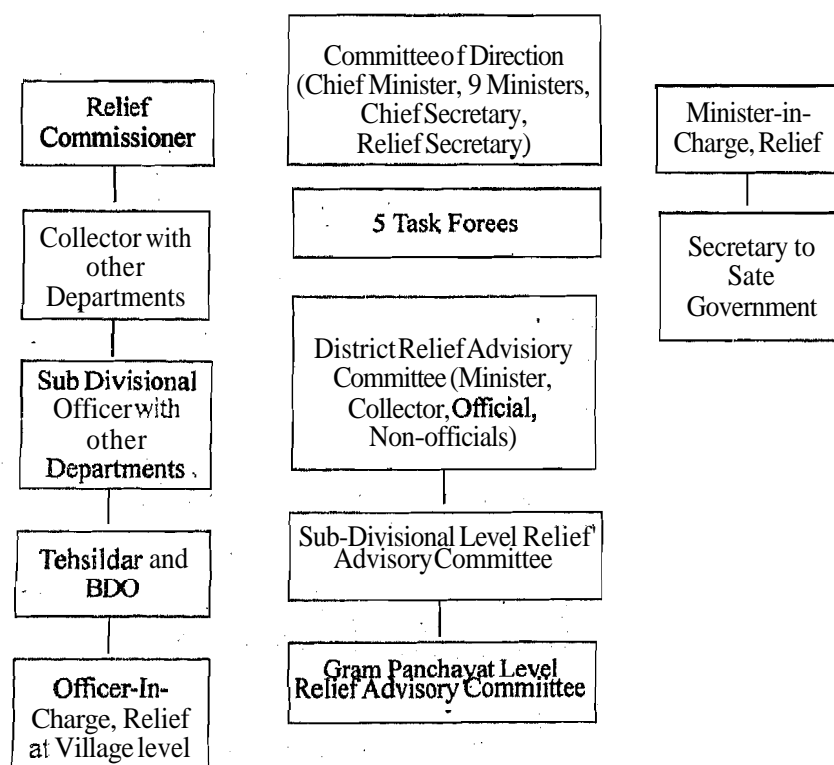 Relief
Commissioner
Collector with
other
Departments
Sub Divisional
Officer with
other
Departments
Tehsildar and
BDO
Officer-In-
Charge, Relief
at Village level
Committee of Direction
(Chief Minister, 9 Ministers,
Chief Secretary,
Relief Secretary)
5 Task Forees
District Relief Advisiory
Committee (Minister,
Collector, Official,
Non-officials)
Sub-Divisional Level Relief
Advisory Committee
Gram Panchayat Level
Relief Advisory Commiittee
Minister-in-
Charge, Relief
Secretary to
Sate
Government